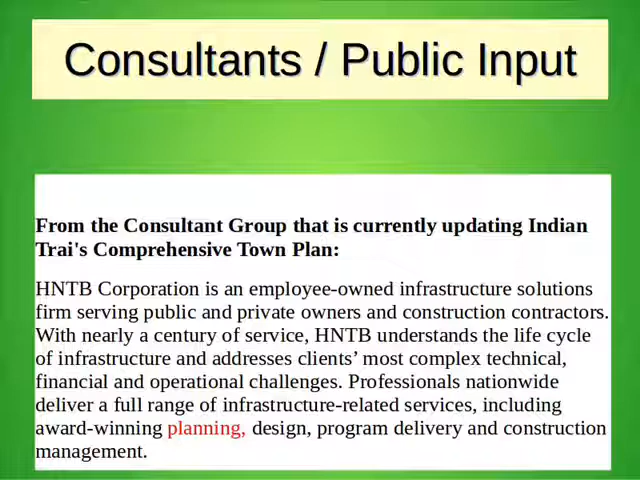 Consultants / Public Input
From the Consultant Group that is currently updating Indian
Trai's Comprehensive Town Plan:
HNTB Corporation is an employee-owned infrastructure solutions
firm serving public and private owners and construction contractors.
With nearly a century of service, HNTB understands the life cycle
of infrastructure and addresses clients’ most complex technical,
financial and operational challenges. Professionals nationwide
deliver a full range of infrastructure-related services, including
award-winning planning, design, program delivery and construction
management.